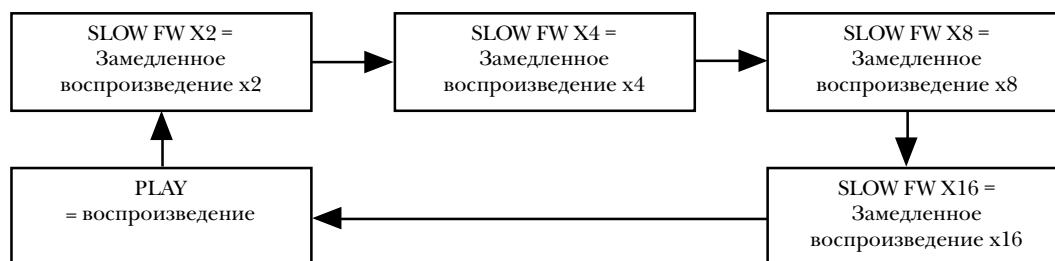 SLOW FW X2 =
Замедленное
воспроизведение x2
SLOW FW X4 =
Замедленное
воспроизведение x4
SLOW FW X8 =
Замедленное
воспроизведение x8
PLAY
= воспроизведение
SLOW FW X16 =
Замедленное
воспроизведение x16